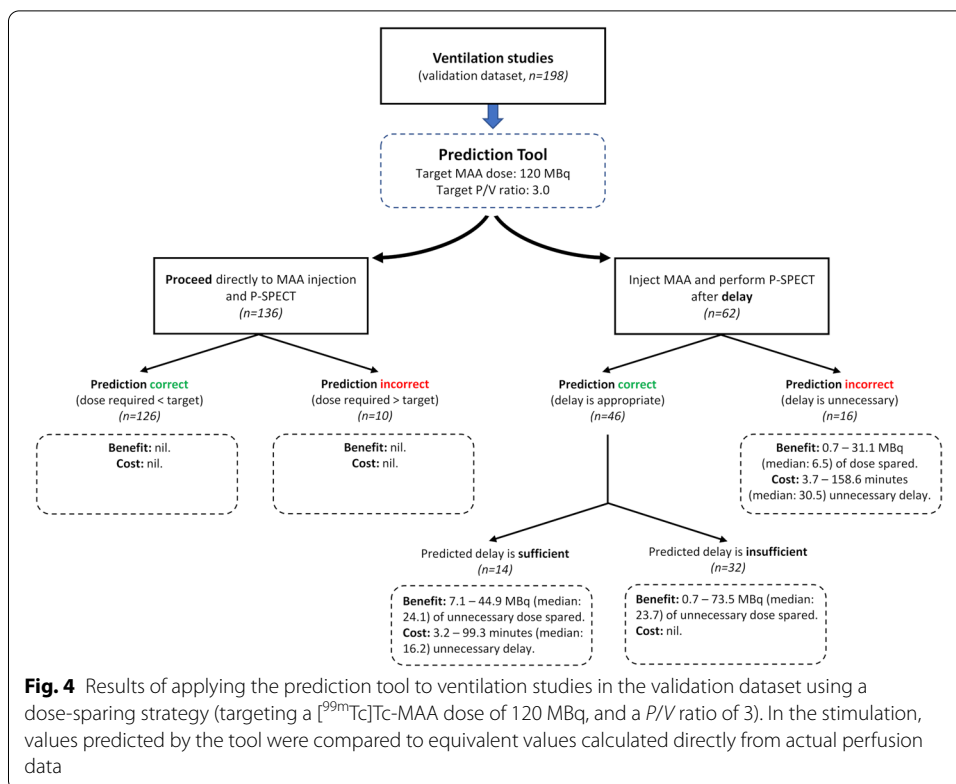 Ventilation studies
(validation dataset, n=198)
Prediction Tool
Target MAA dose: 120 MBq
Target P/V ratio: 3.0
Proceed directly to MAA injection
and P-SPECT
(n=136)
Inject MAA and perform P-SPECT
after delay
(n=62)
Prediction correct
(dose required < target)
(n=126)
Benefit: nil.
Cost: nil.
Prediction incorrect
(dose required > target)
(n=10)
Benefit: nil.
Cost: nil.
Prediction correct
(delay is appropriate)
(n=46)
Prediction incorrect
(delay is unnecessary)
(n=16)
Benefit: 0.7 – 31.1 MBq
(median: 6.5) of dose spared.
Cost: 3.7 – 158.6 minutes
(median: 30.5) unnecessary delay.
Predicted delay is sufficient
(n=14)
Benefit: 7.1 – 44.9 MBq (median:
24.1) of unnecessary dose spared.
Cost: 3.2 – 99.3 minutes (median:
16.2) unnecessary delay.
Predicted delay is insufficient
(n=32)
Benefit: 0.7 – 73.5 MBq (median:
23.7) of unnecessary dose spared.
Cost: nil.
Fig. 4 Results of applying the prediction tool to ventilation studies in the validation dataset using a
dose-sparing strategy (targeting a [⁹⁹ᵐTc]Tc-MAA dose of 120 MBq, and a P/V ratio of 3). In the stimulation,
values predicted by the tool were compared to equivalent values calculated directly from actual perfusion
data